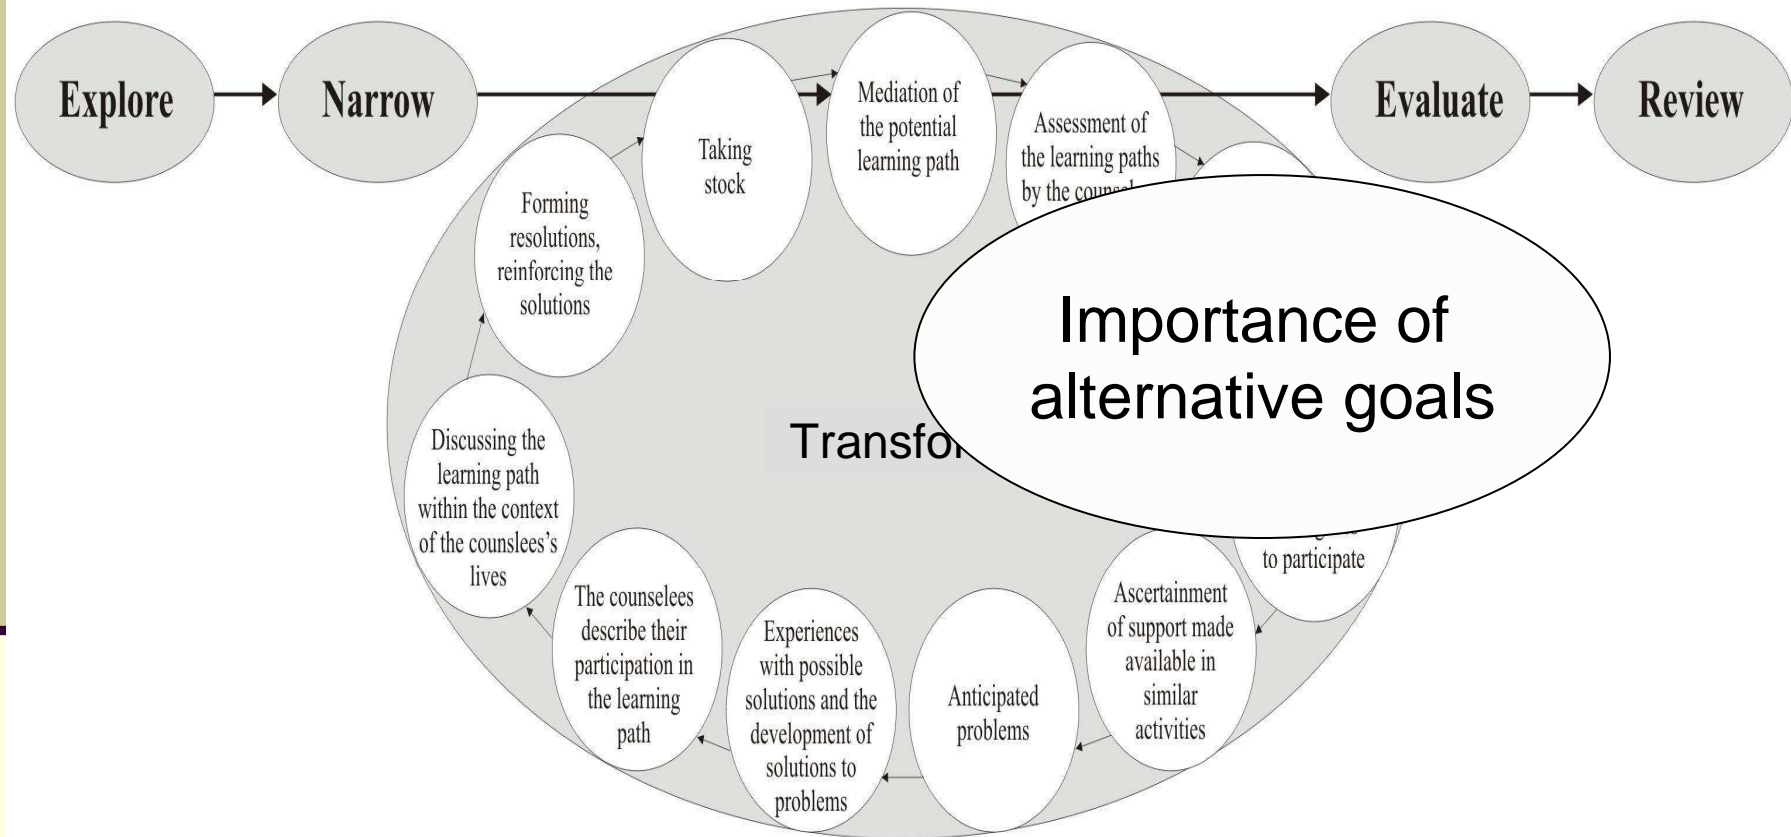 Explore
Narrow
Evaluate
Review
Taking
stock
Mediation of
the potential
learning path
Assessment of
the learning paths
by the
Forming
resolutions,
reinforcing the
solutions
Importance of
alternative goals
Discussing the
learning path
within the context
of the counslees's
lives
to participate
Ascertainment
of support made
available in
similar
activities
Anticipated
problems
Experiences
with possible
solutions and the
development of
solutions to
problems
The counselees
describe their
participation in
the learning
path